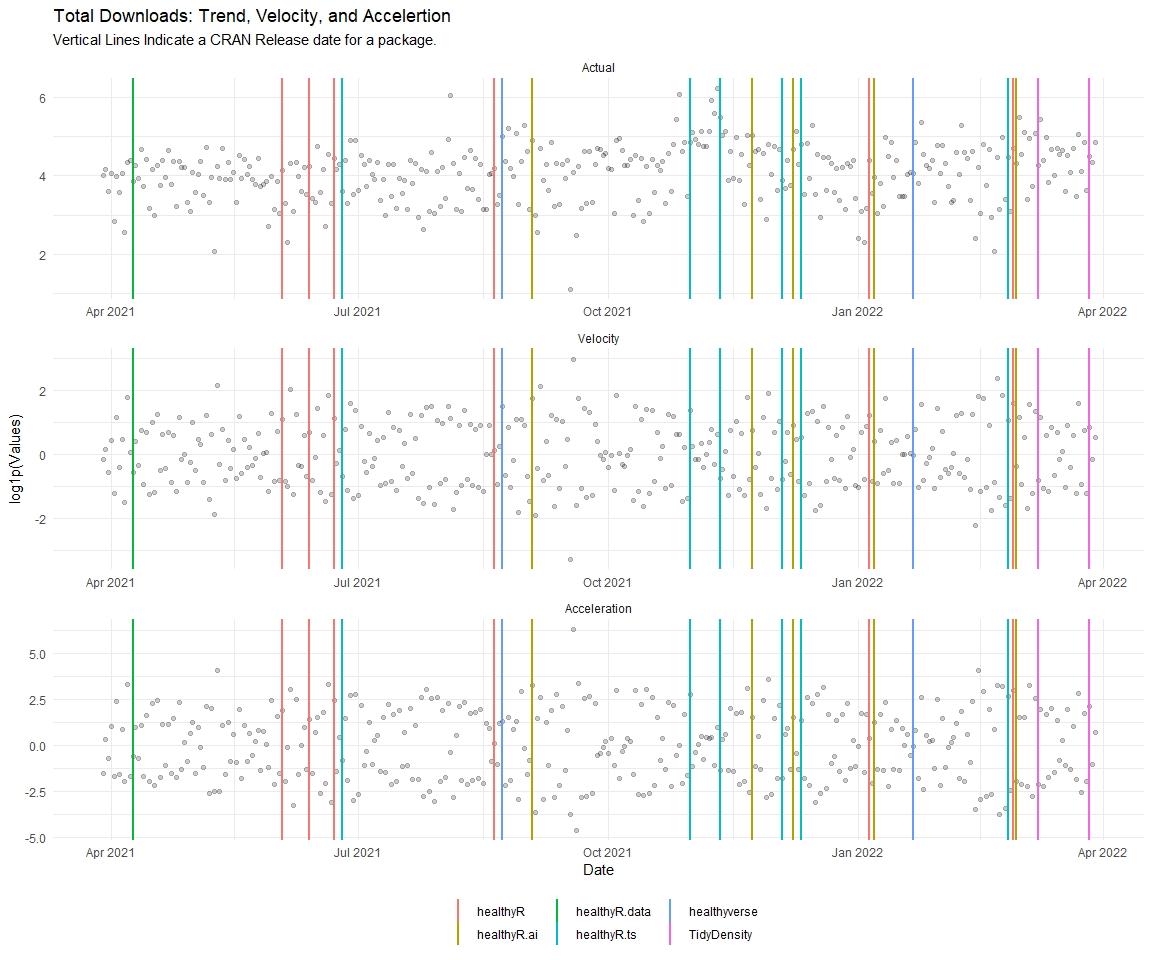 Total Downloads: Trend, Velocity, and Accelertion
Vertical Lines Indicate a CRAN Release date for a package.
Actual
6
4
2
Apr 2021 Jul 2021 Oct 2021 Jan 2022 Apr 2022
Velocity
log1p(Values)
2
0
-2
Apr 2021 Jul 2021 Oct 2021 Jan 2022 Apr 2022
Acceleration
5.0
2.5
0.0
-2.5
-5.0
Apr 2021 Jul 2021 Oct 2021 Jan 2022 Apr 2022
Date
healthyR healthyR.data healthyverse
healthyR.ai healthyR.ts TidyDensity